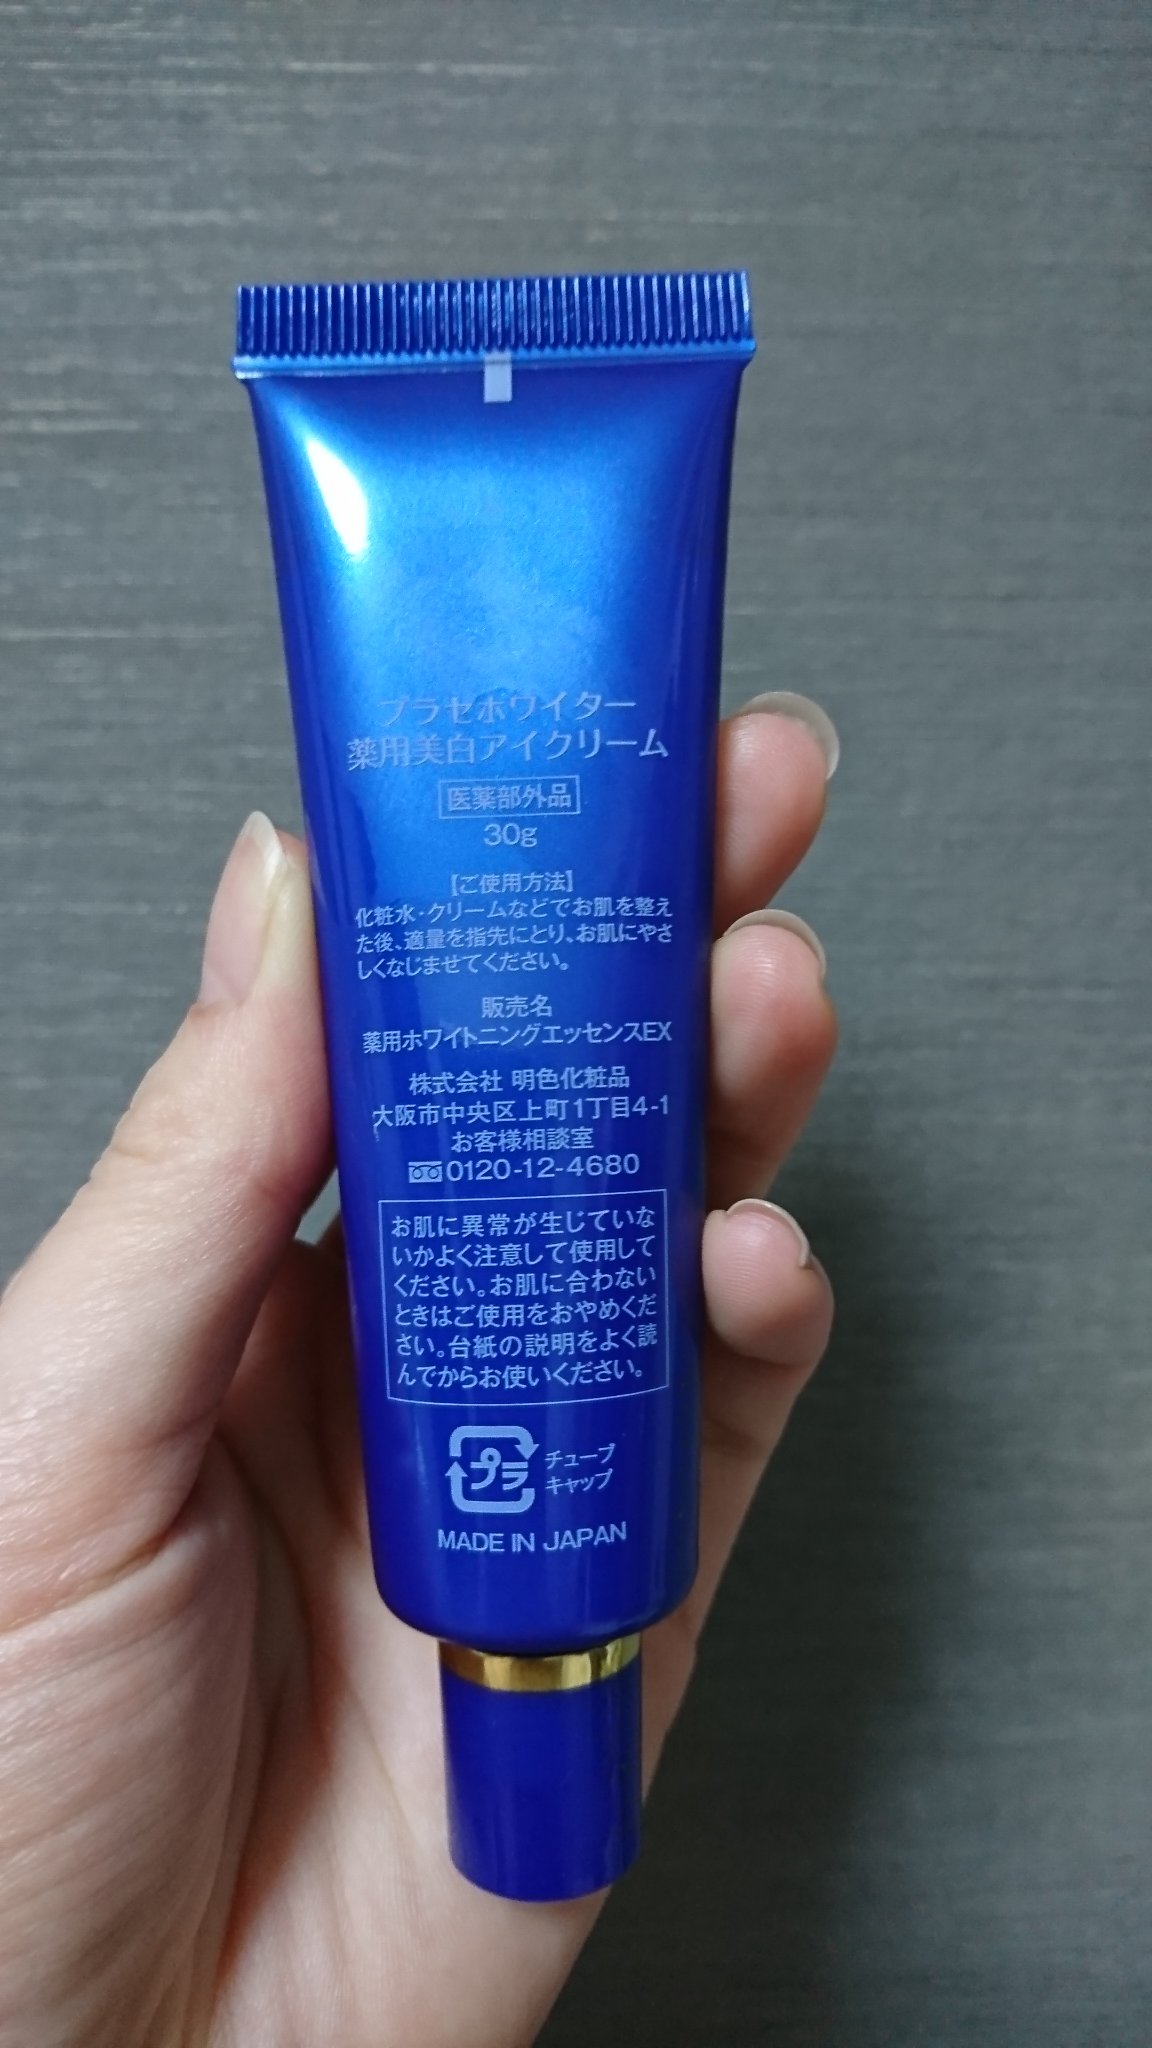 プラセホワイター
薬用美白アイクリーム
医薬部外品
30g
【ご使用方法】
化粧水・クリームなどでお肌を整え
た後、適量を指先にとり、お肌にやさ
しくなじませてください。
販売名
薬用ホワイトニングエッセンスEX
株式会社 明色化粧品
大阪市中央区上町1丁目4-1
お客様相談室
0120-12-4680
お肌に異常が生じていな
いかよく注意して使用して
ください。お肌に合わない
ときはご使用をおやめくだ
さい。台紙の説明をよく読
んでからお使いください。
プラ チューブ
キャップ
MADE IN JAPAN